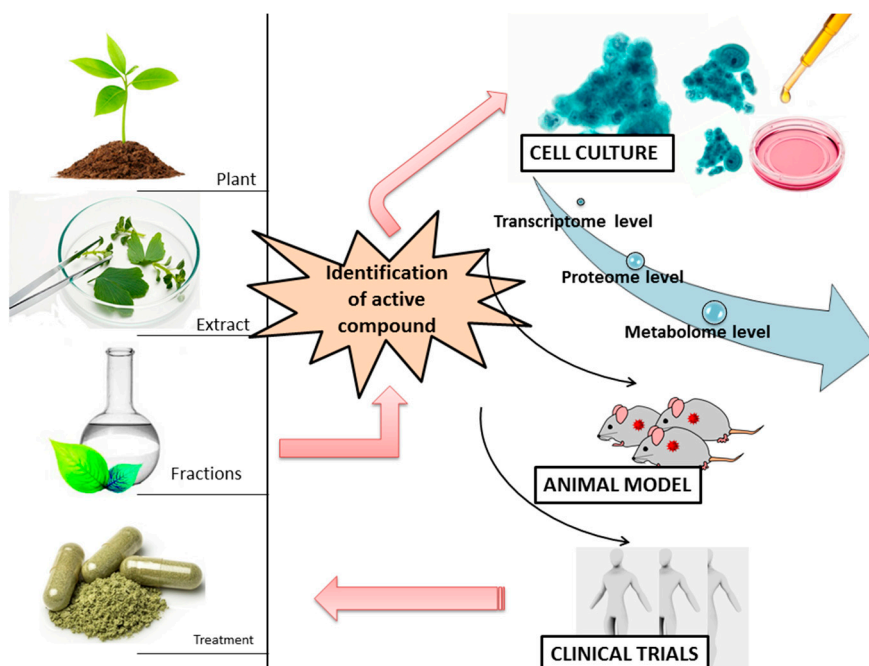 Plant
Extract
Fractions
Treatment
Identification
of active
compound
CELL CULTURE
Transcriptome level
Proteome level
Metabolome level
ANIMAL MODEL
CLINICAL TRIALS